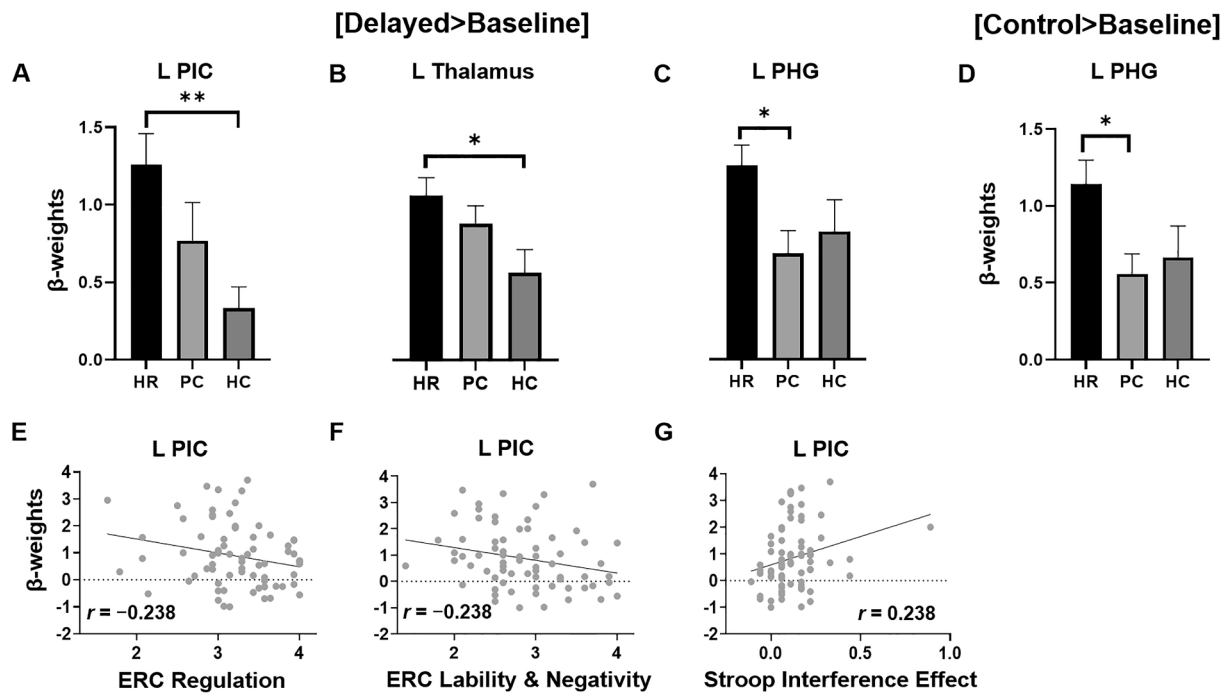 [Delayed>Baseline]
[Control>Baseline]
A
L PIC
**
β-weights
1.5
1.0
0.5
0.0
HR PC HC
B
L Thalamus
*
HR PC HC
C
L PHG
*
HR PC HC
D
L PHG
*
β-weights
1.5
1.0
0.5
0.0
HR PC HC
E
L PIC
β-weights
4
3
2
1
0
-1
-2
r = −0.238
2 3 4
ERC Regulation
F
L PIC
4
3
2
1
0
-1
-2
r = −0.238
2 3 4
ERC Lability & Negativity
G
L PIC
4
3
2
1
0
-1
-2
r = 0.238
0.0 0.5 1.0
Stroop Interference Effect